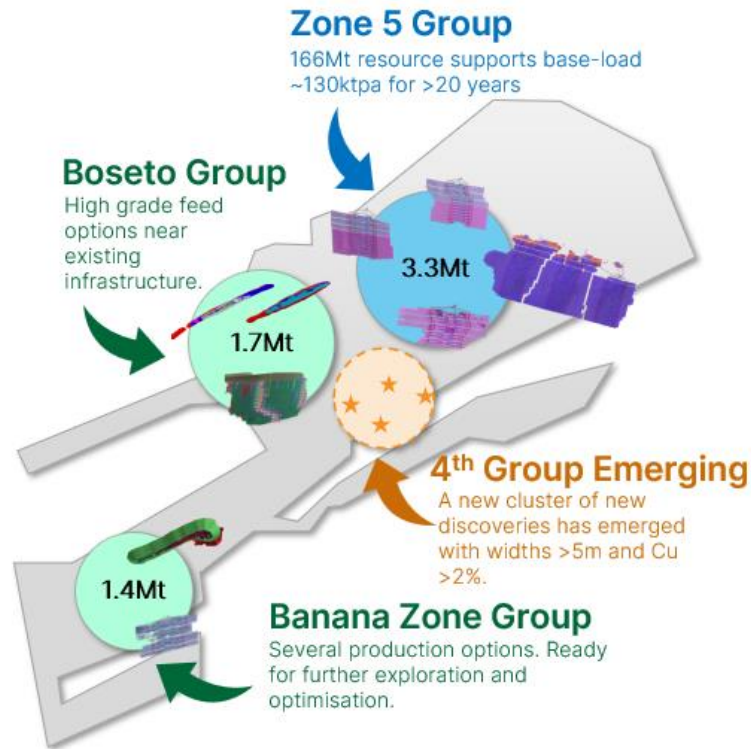 Zone 5 Group
166Mt resource supports base-load
~130ktpa for >20 years
Boseto Group
High grade feed
options near
existing
infrastructure.
3.3Mt
1.7Mt
4th Group Emerging
A new cluster of new
discoveries has emerged
with widths >5m and Cu
>2%.
1.4Mt
Banana Zone Group
Several production options. Ready
for further exploration and
optimisation.